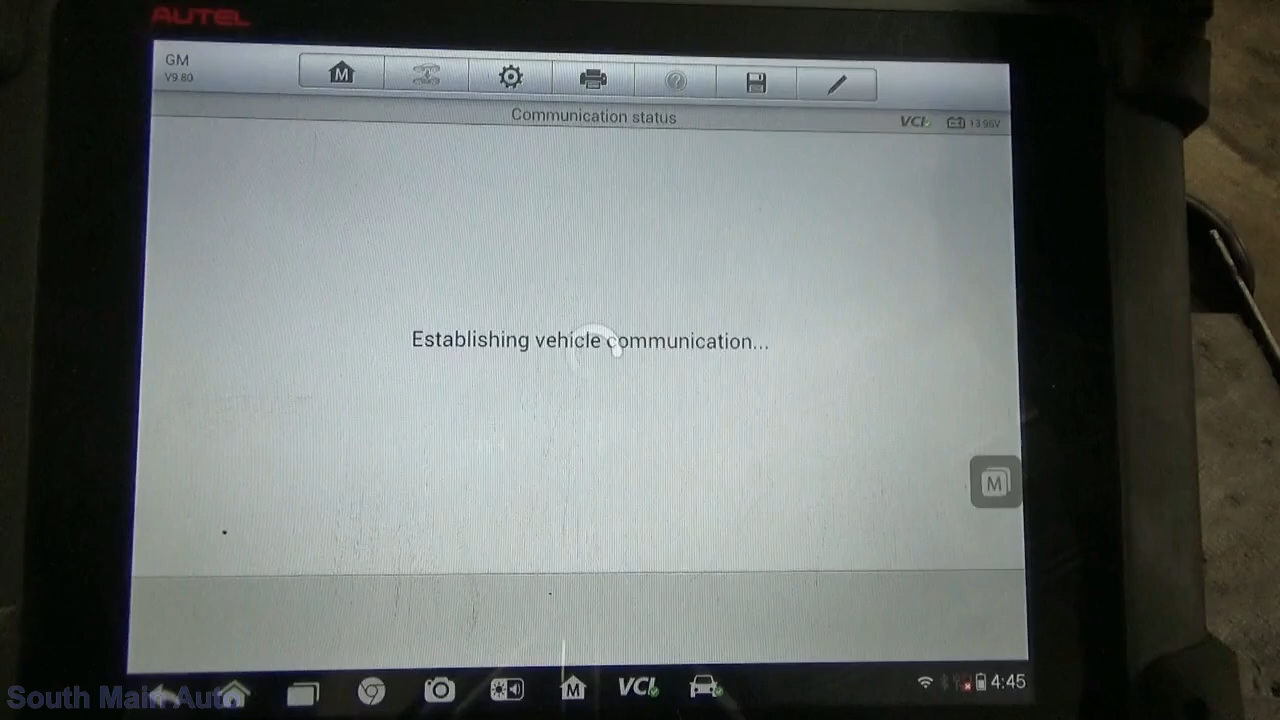 AUTEL
GM
V9.80
M
Communication status
VCI
13.96V
Establishing vehicle communication...
M
M
VCI
4:45
South Main Auto